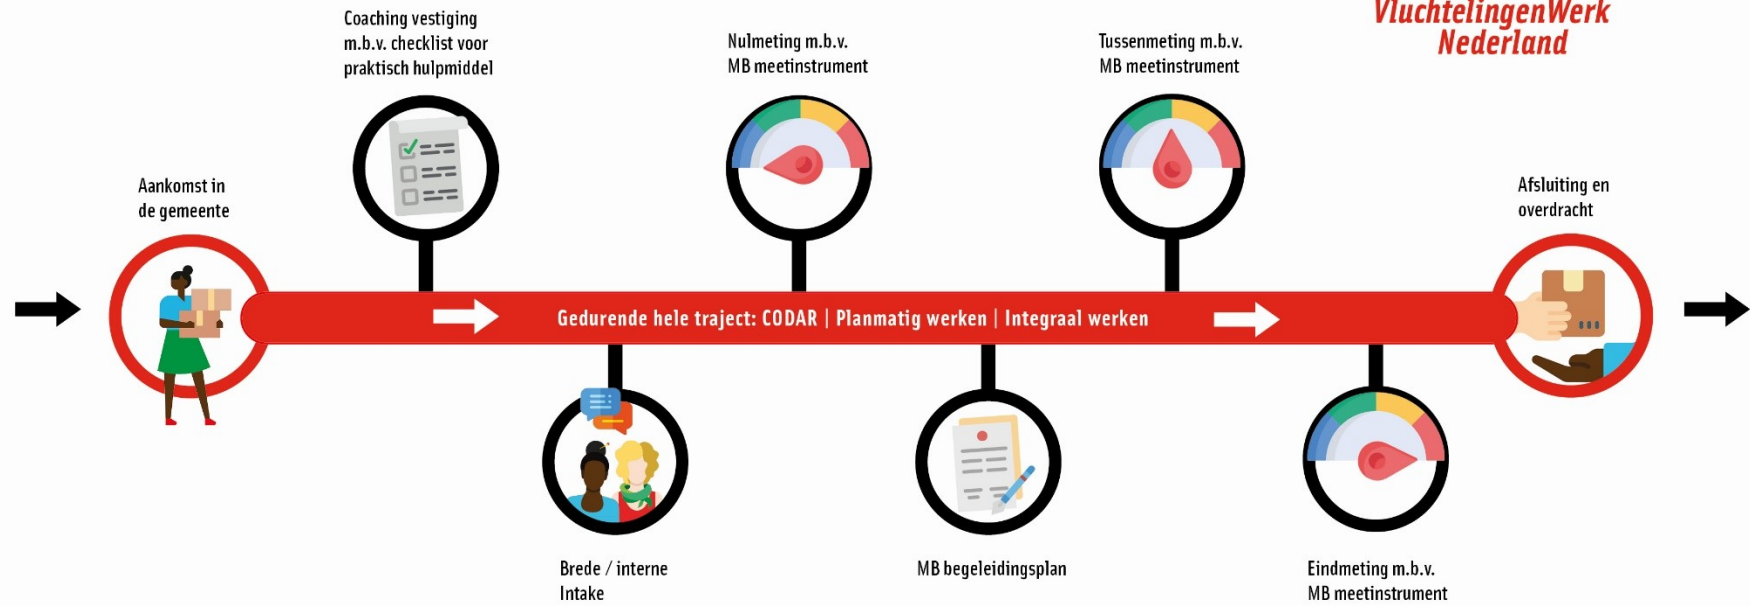 VluchtelingenWerk
Nederland
Aankomst in
de gemeente
Coaching vestiging
m.b.v. checklist voor
praktisch hulpmiddel
Brede / interne
Intake
Nulmeting m.b.v.
MB meetinstrument
MB begeleidingsplan
Tussenmeting m.b.v.
MB meetinstrument
Eindmeting m.b.v.
MB meetinstrument
Afsluiting en
overdracht
Gedurende hele traject: CODAR | Planmatig werken | Integraal werken